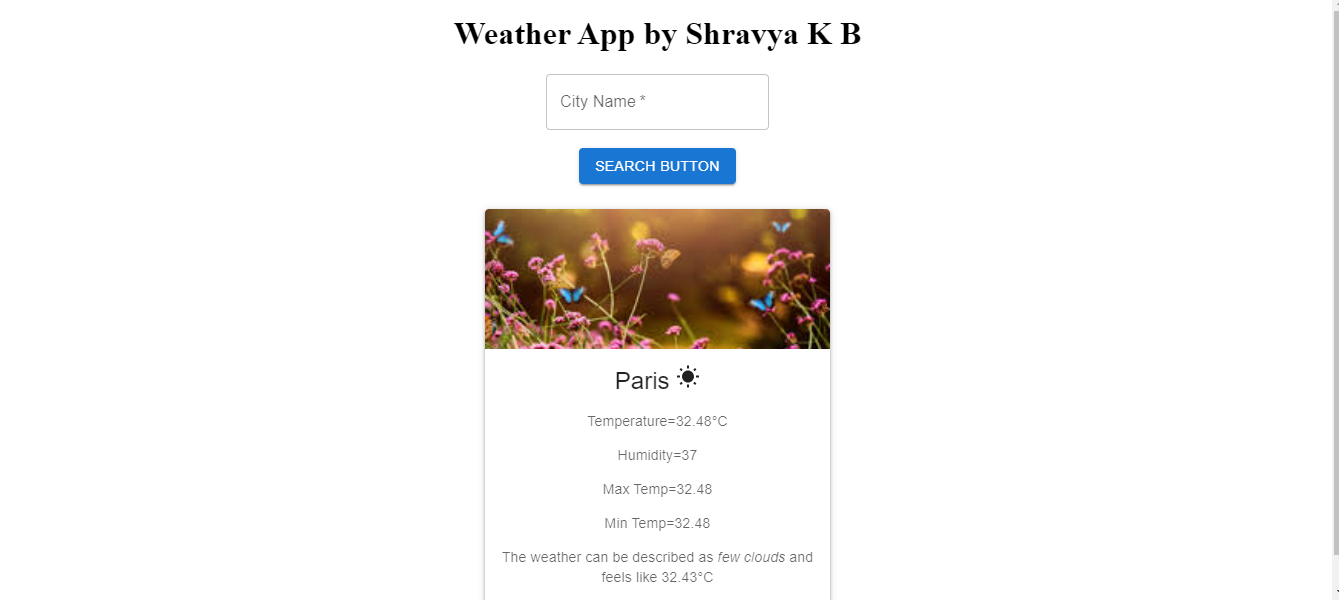 Weather App by Shravya K B
City Name *
SEARCH BUTTON
Paris
Temperature=32.48°C
Humidity=37
Max Temp=32.48
Min Temp=32.48
The weather can be described as few clouds and
feels like 32.43°C